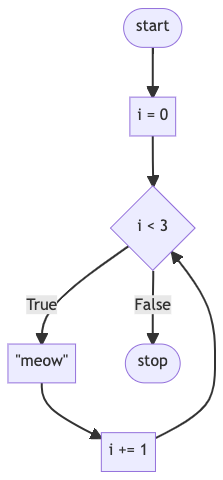 start
i = 0
i < 3
True
False
"meow"
stop
i += 1